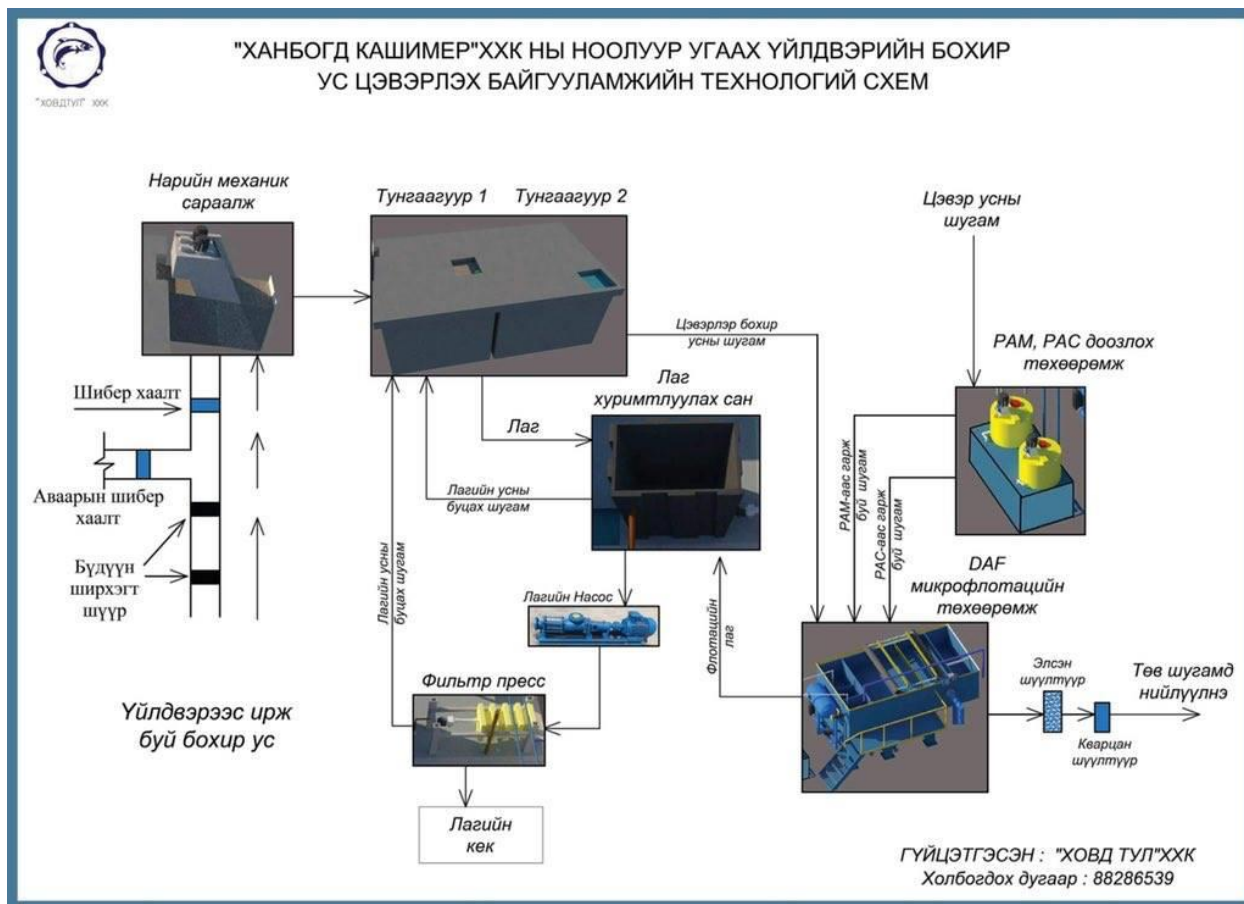 "ХАНБОГД КАШИМЕР"ХХК НЫ НООЛУУР УГААХ ҮЙЛДВЭРИЙН БОХИР
УС ЦЭВЭРЛЭХ БАЙГУУЛАМЖИЙН ТЕХНОЛОГИЙ СХЕМ
"ХОВДТУЛ" ХХК
Нарийн механик
сараалж
Тунгаагуур 1
Тунгаагуур 2
Цэвэр усны
шугам
Цэвэрлэр бохир
усны шугам
PAM, PAC доозлох
төхөөрөмж
Шибер хаалт
Лаг
хуримтлуулах сан
Лаг
Аваарын шибер
хаалт
Лагийн усны
буцах шугам
PAM-аас гарж
буй шугам
PAC-аас гарж
буй шугам
Бүдүүн
ширхэгт
шүүр
Лагийн усны
буцах шугам
Лагийн Насос
Флотацийн
лаг
DAF
микрофлотацийн
төхөөрөмж
Фильтр пресс
Элсэн
шүүлтүүр
Төв шугамд
нийлүүлнэ
Кварцан
шүүлтүүр
Үйлдвэрээс ирж
буй бохир ус
Лагийн
кек
ГҮЙЦЭТГЭСЭН : "ХОВД ТУЛ"ХХК
Холбогдох дугаар : 88286539